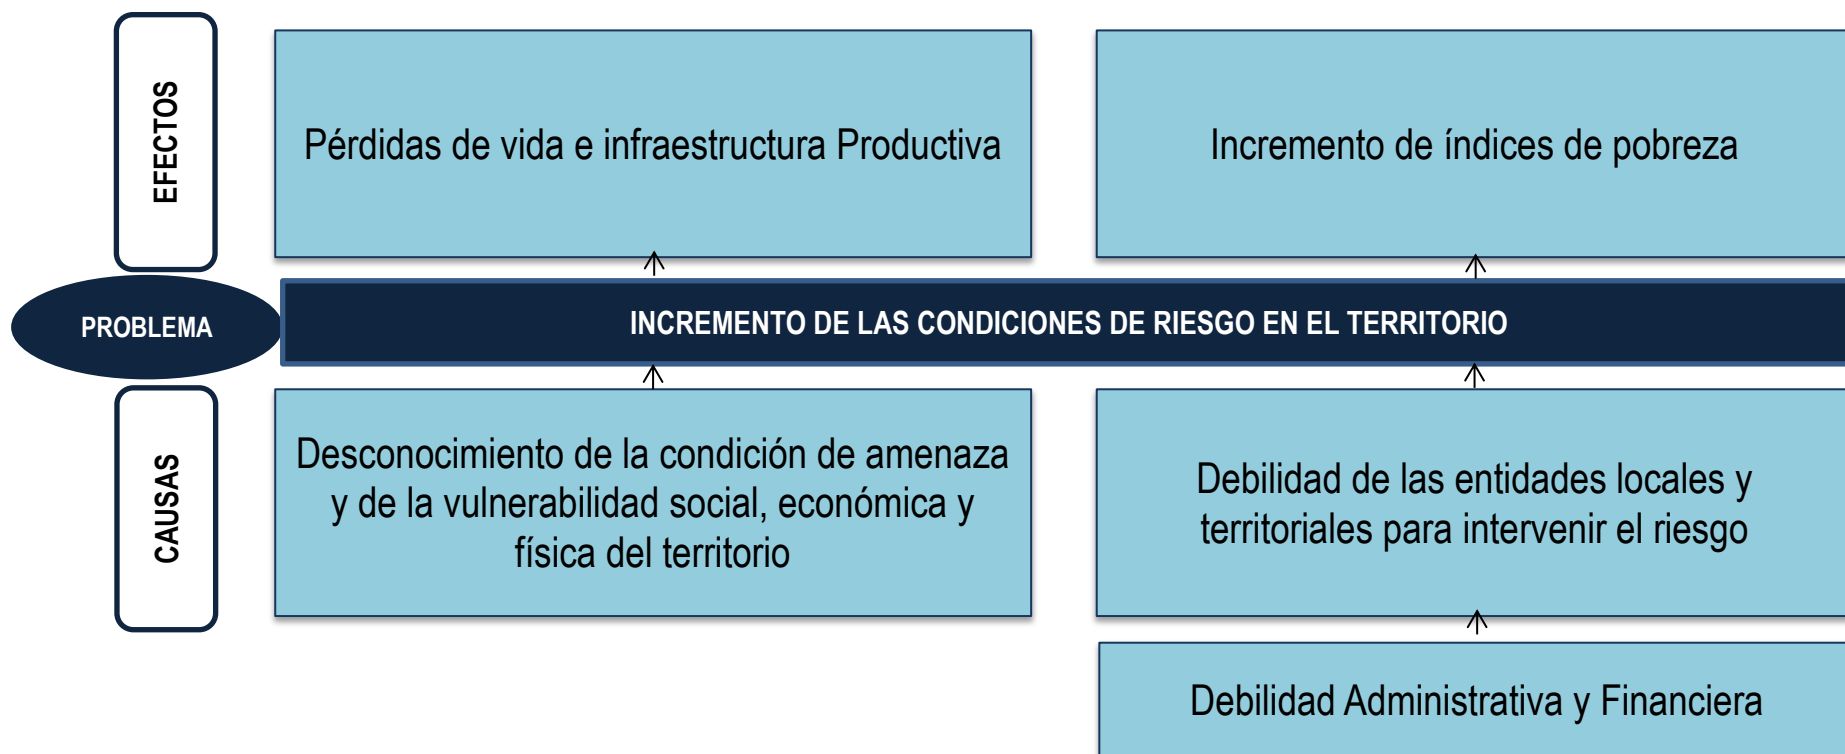 EFECTOS
Pérdidas de vida e infraestructura Productiva
Incremento de índices de pobreza
PROBLEMA
INCREMENTO DE LAS CONDICIONES DE RIESGO EN EL TERRITORIO
CAUSAS
Desconocimiento de la condición de amenaza
y de la vulnerabilidad social, económica y
física del territorio
Debilidad de las entidades locales y
territoriales para intervenir el riesgo
Debilidad Administrativa y Financiera